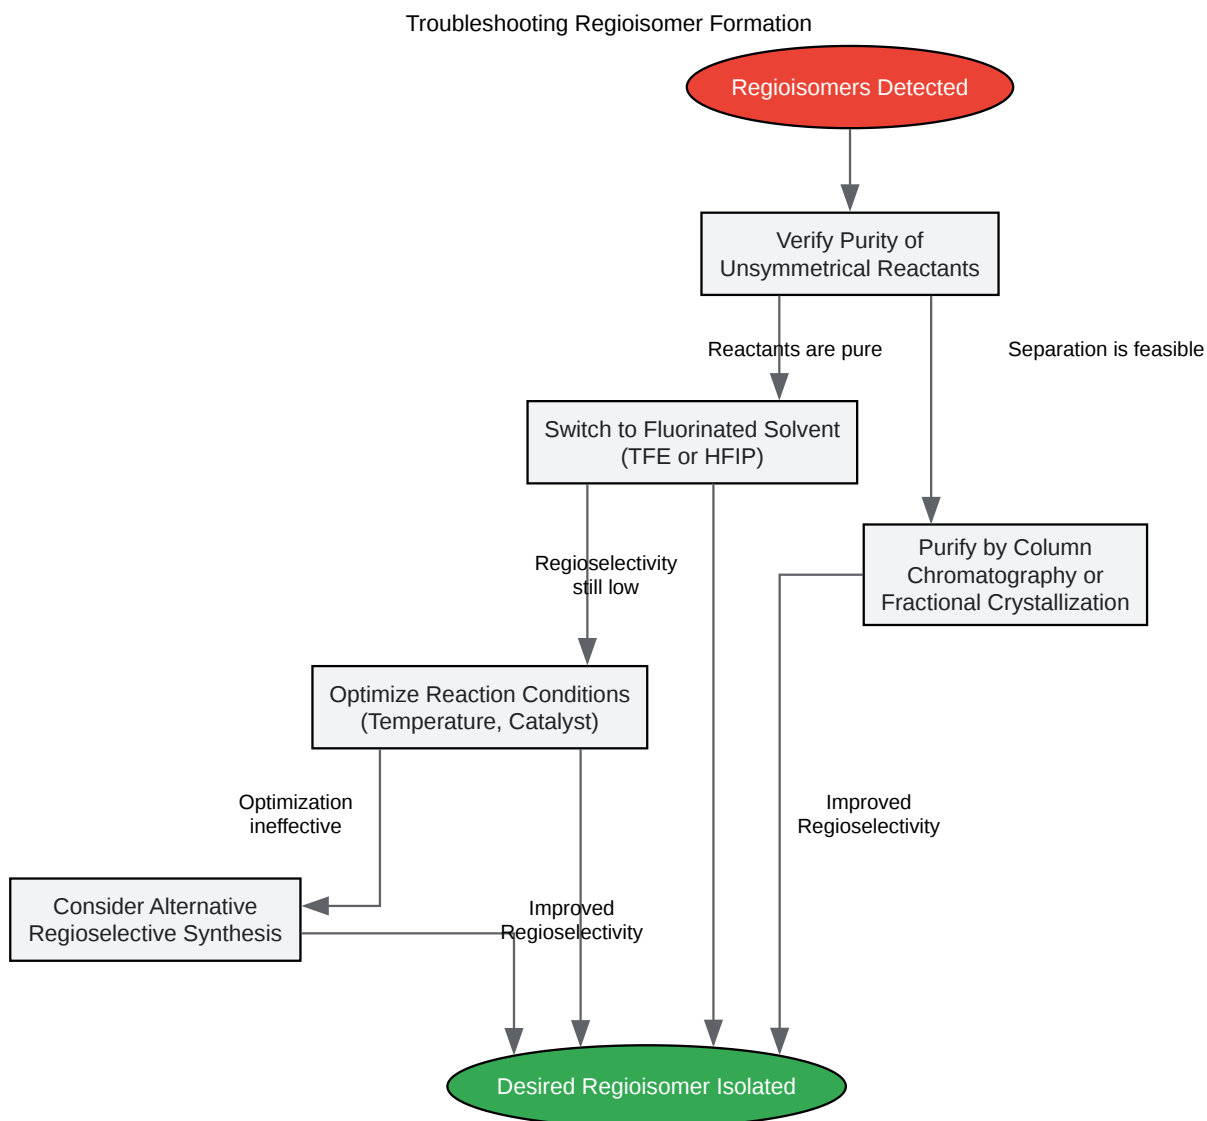 Troubleshooting Regioisomer Formation
Regioisomers Detected
Verify Purity of
Unsymmetrical Reactants
Reactants are pure
Separation is feasible
Switch to Fluorinated Solvent
(TFE or HFIP)
Purify by Column
Chromatography or
Fractional Crystallization
Regioselectivity
still low
Optimize Reaction Conditions
(Temperature, Catalyst)
Optimization
ineffective
Improved
Regioselectivity
Consider Alternative
Regioselective Synthesis
Improved
Regioselectivity
Desired Regioisomer Isolated